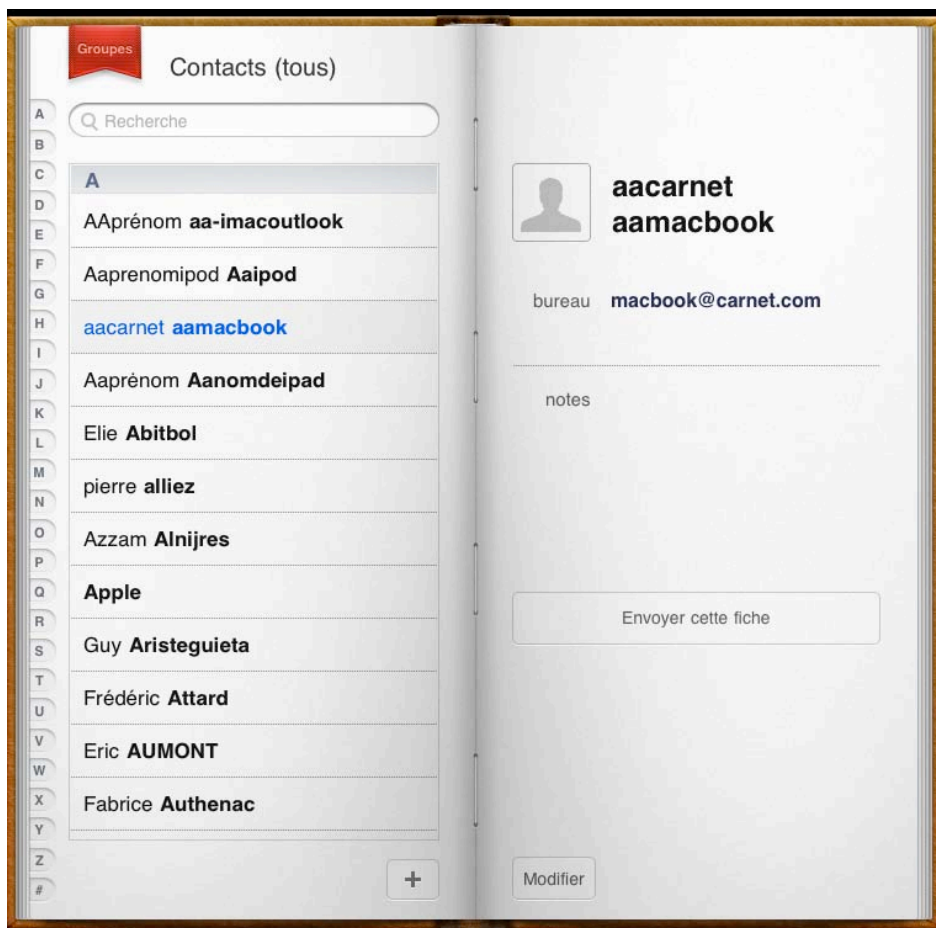 Groupes
Contacts (tous)
Recherche
A
B
C
D
E
F
G
H
I
J
K
L
M
N
O
P
Q
R
S
T
U
V
W
X
Y
Z
#
A
AAprénom aa-imacoutlook
Aaprenomipod Aaipod
aacarnet aamacbook
Aaprénom Aanomdeipad
Elie Abitbol
pierre alliez
Azzam Alnijres
Apple
Guy Aristeguieta
Frédéric Attard
Eric AUMONT
Fabrice Authenac
+
aacarnet
aamacbook
bureau macbook@carnet.com
notes
Envoyer cette fiche
Modifier